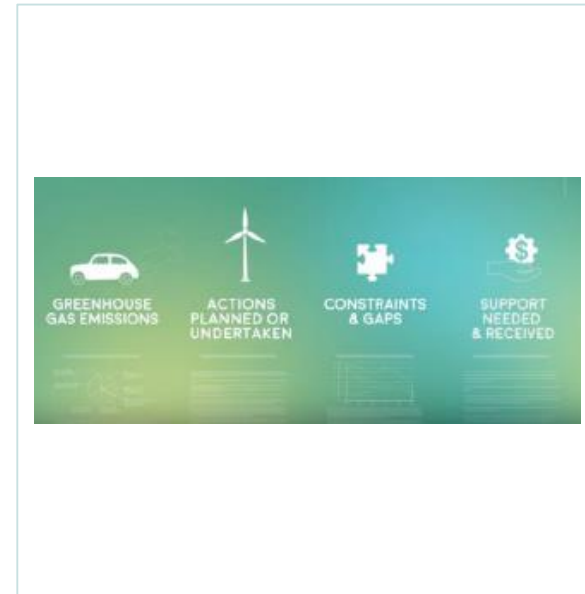 GREENHOUSE
GAS EMISSIONS
ACTIONS
PLANNED OR
UNDERTAKEN
CONSTRAINTS
& GAPS
$
SUPPORT
NEEDED
& RECEIVED